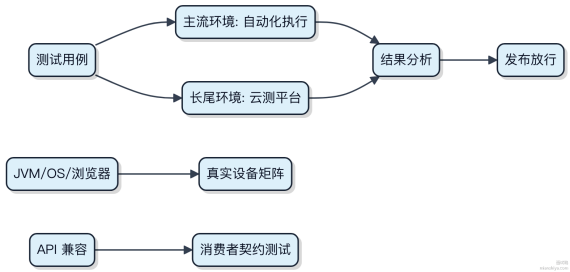 主流环境: 自动化执行
测试用例
结果分析
发布放行
长尾环境: 云测平台
JVM/OS/浏览器
真实设备矩阵
API 兼容
消费者契约测试